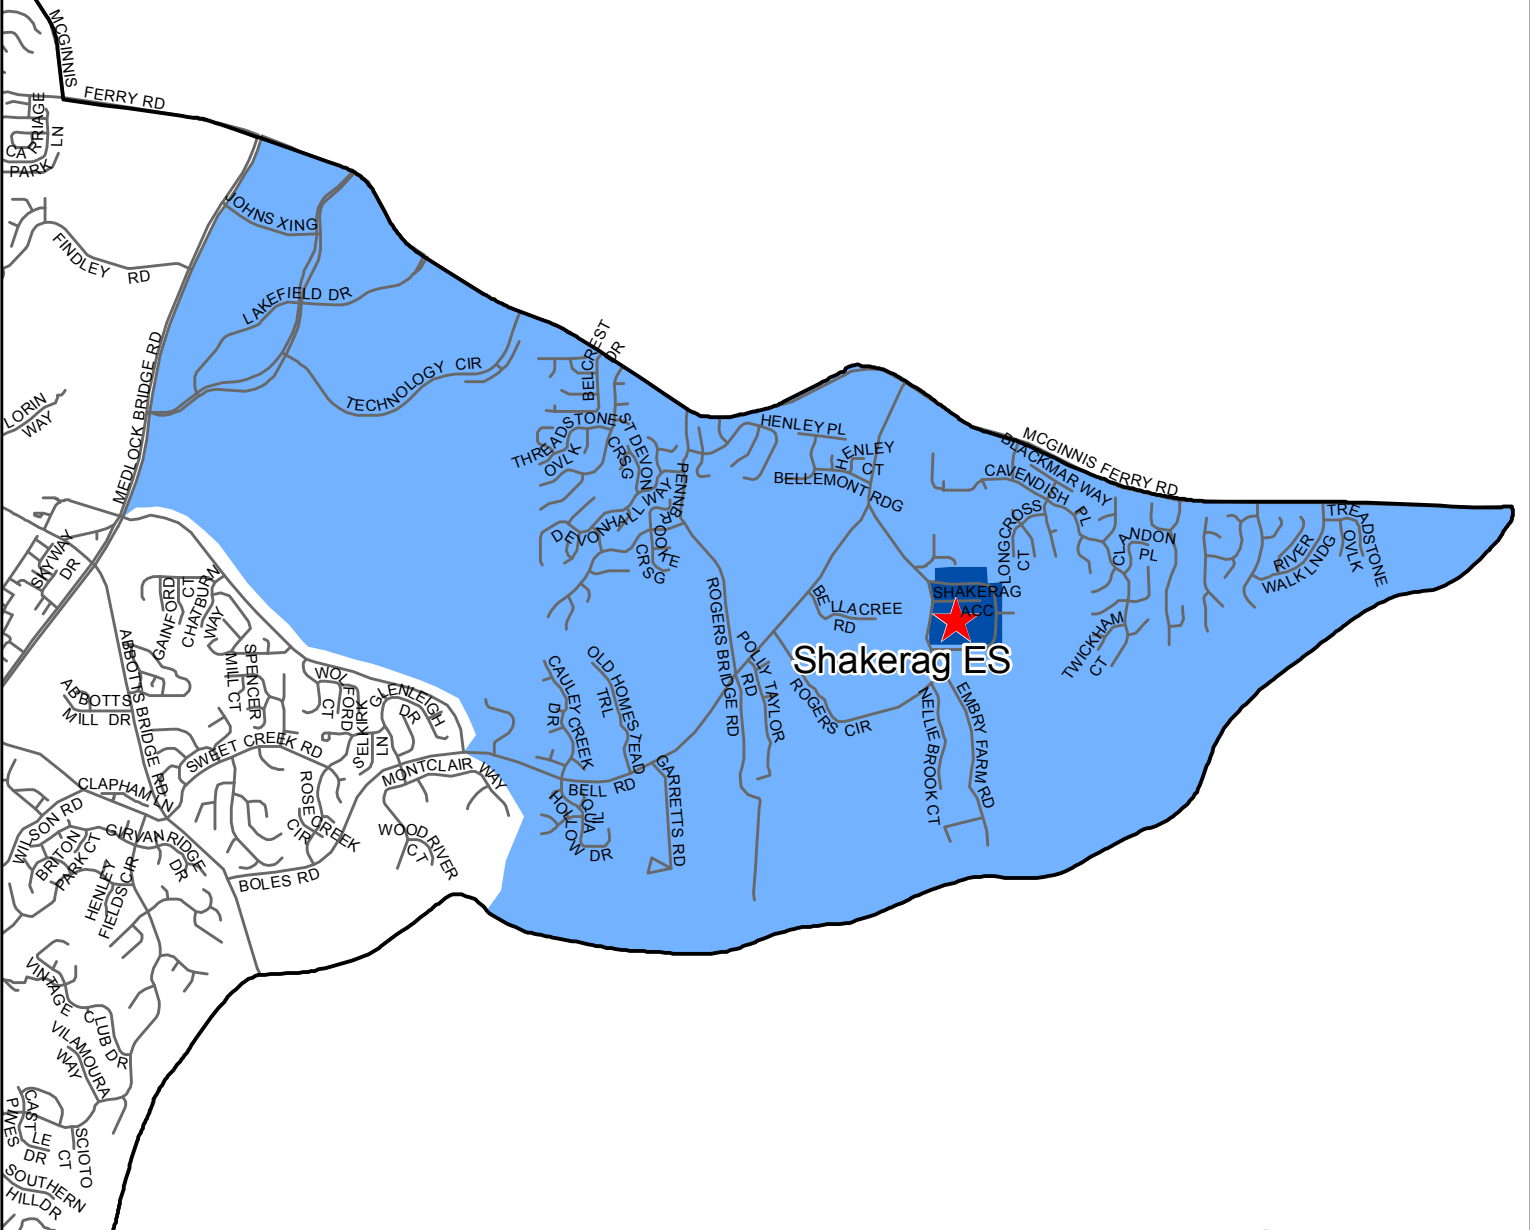 MCGINNIS
FERRY RD
CARRIAGE
PARK
LN
FINDLEY RD
JOHNS XING
LAKEFIELD DR
TECHNOLOGY CIR
MEDLOCK BRIDGE RD
LORIN
WAY
BELCREST
DR
THREADSTONE
OVLK
ST DEVON
CRSG
DEVONHALL WAY
PENNBROOKE
CRSG
HENLEY PL
HENLEY
CT
BELLEMONT RDG
MCGINNIS FERRY RD
BLACKMAR WAY
CAVENDISH PL
LONGCROSS
CT
CLANDON
PL
TREADSTONE
OVLK
RIVER
WALK LNDG
TWICKHAM
CT
SHAKERAG
ACC
Shakerag ES
BELLACREE
RD
ROGERS BRIDGE RD
POLLY TAYLOR
RD
ROGERS CIR
NELLIE BROOK CT
EMBRY FARM RD
OLD HOMESTEAD
TRL
CAULEY CREEK
DR
BELL RD
QUAIL
HOLLOW DR
GARRETTS RD
SKYWAY
DR
GAINFORD
CT
CHATBURN
WAY
ABBOTTS BRIDGE RD
ABBOTTS
MILL DR
SPENCER
MILL CT
WOLFORD
CT
GLENLEIGH
DR
SELKIRK
LN
SWEET CREEK RD
MONTCLAIR WAY
ROSE CREEK
CIR
WOOD RIVER
CT
CLAPHAM LN
WILSON RD
BRITON
PARK CT
GIRVAN RIDGE
DR
HENLEY
FIELDS CIR
BOLES RD
VINTAGE CLUB DR
VILAMOURA
WAY
CASTLE
PINES
DR
SCIOTO
CT
SOUTHERN
HILL DR